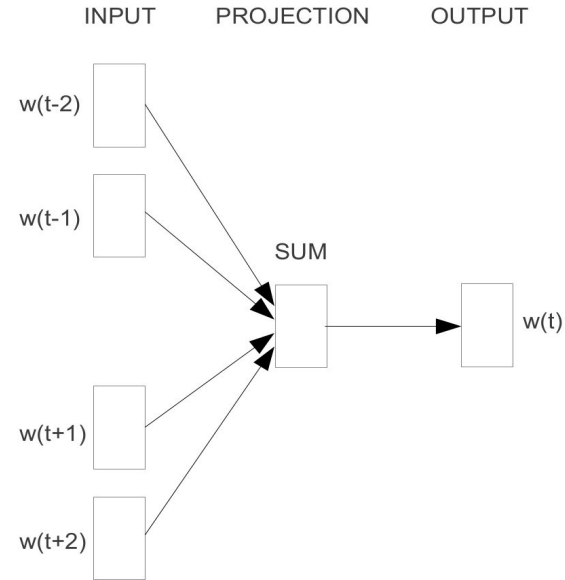 INPUT PROJECTION OUTPUT
w(t-2)
w(t-1)
SUM
w(t)
w(t+1)
w(t+2)